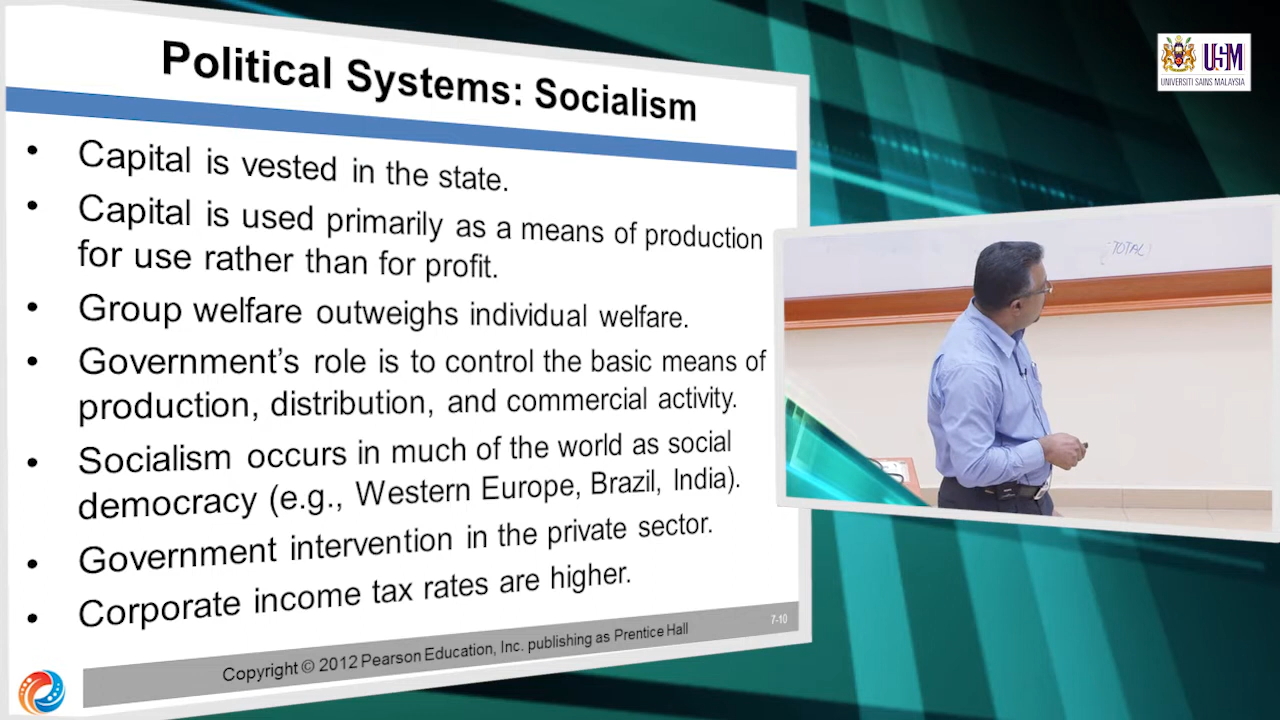 Political Systems: Socialism
• Capital is vested in the state.
• Capital is used primarily as a means of production
for use rather than for profit.
• Group welfare outweighs individual welfare.
• Government’s role is to control the basic means of
production, distribution, and commercial activity.
• Socialism occurs in much of the world as social
democracy (e.g., Western Europe, Brazil, India).
• Government intervention in the private sector.
• Corporate income tax rates are higher.
Copyright © 2012 Pearson Education, Inc. publishing as Prentice Hall
7-10
USM
UNIVERSITI SAINS MALAYSIA
TOTAL